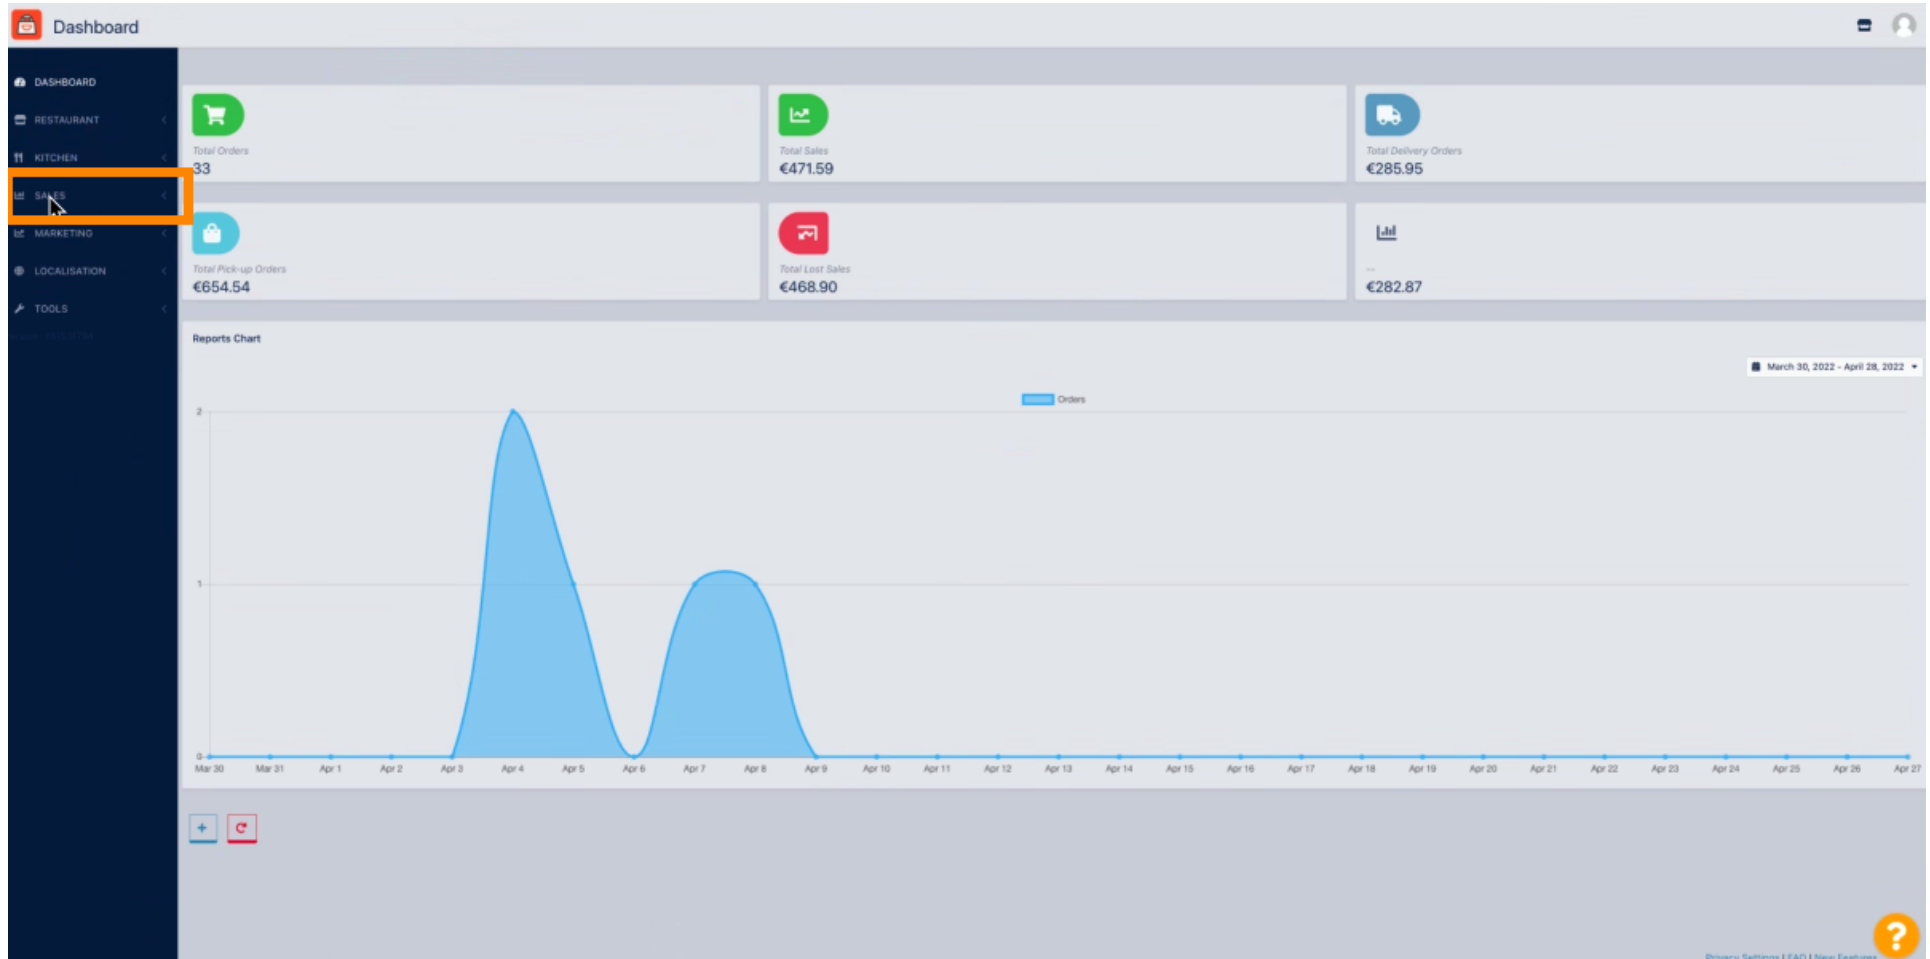 Dashboard
DASHBOARD
RESTAURANT
KITCHEN
SALES
MARKETING
LOCALISATION
TOOLS
Total Orders
33
Total Sales
€471.59
Total Delivery Orders
€285.95
Total Pick-up Orders
€654.54
Total Lost Sales
€468.90
--
€282.87
Reports Chart
March 30, 2022 - April 28, 2022
Orders
2
1
0
Mar 30 Mar 31 Apr 1 Apr 2 Apr 3 Apr 4 Apr 5 Apr 6 Apr 7 Apr 8 Apr 9 Apr 10 Apr 11 Apr 12 Apr 13 Apr 14 Apr 15 Apr 16 Apr 17 Apr 18 Apr 19 Apr 20 Apr 21 Apr 22 Apr 23 Apr 24 Apr 25 Apr 26 Apr 27
?
Privacy Settings | FAQ | New Features